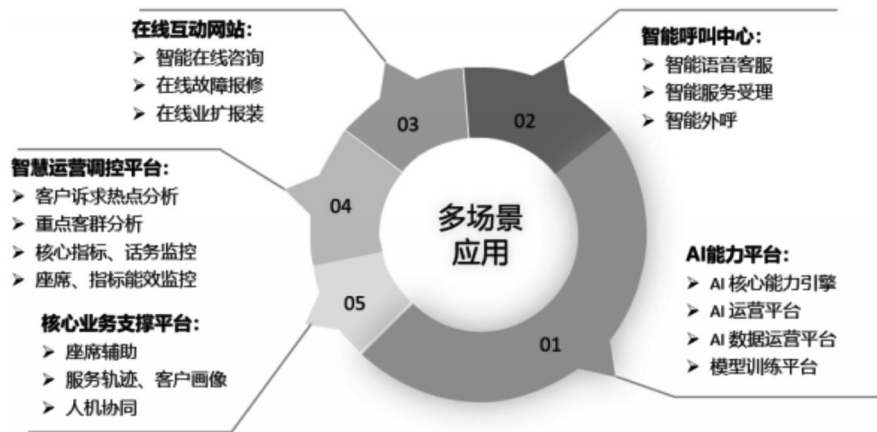 在线互动网站：
➢ 智能在线咨询
➢ 在线故障报修
➢ 在线业扩报装
智能呼叫中心：
➢ 智能语音客服
➢ 智能服务受理
➢ 智能外呼
03
02
智慧运营调控平台：
➢ 客户诉求热点分析
➢ 重点客群分析
➢ 核心指标、话务监控
➢ 座席、指标能效监控
04
多场景
应用
AI能力平台：
➢ AI 核心能力引擎
➢ AI 运营平台
➢ AI 数据运营平台
➢ 模型训练平台
05
01
核心业务支撑平台：
➢ 座席辅助
➢ 服务轨迹、客户画像
➢ 人机协同